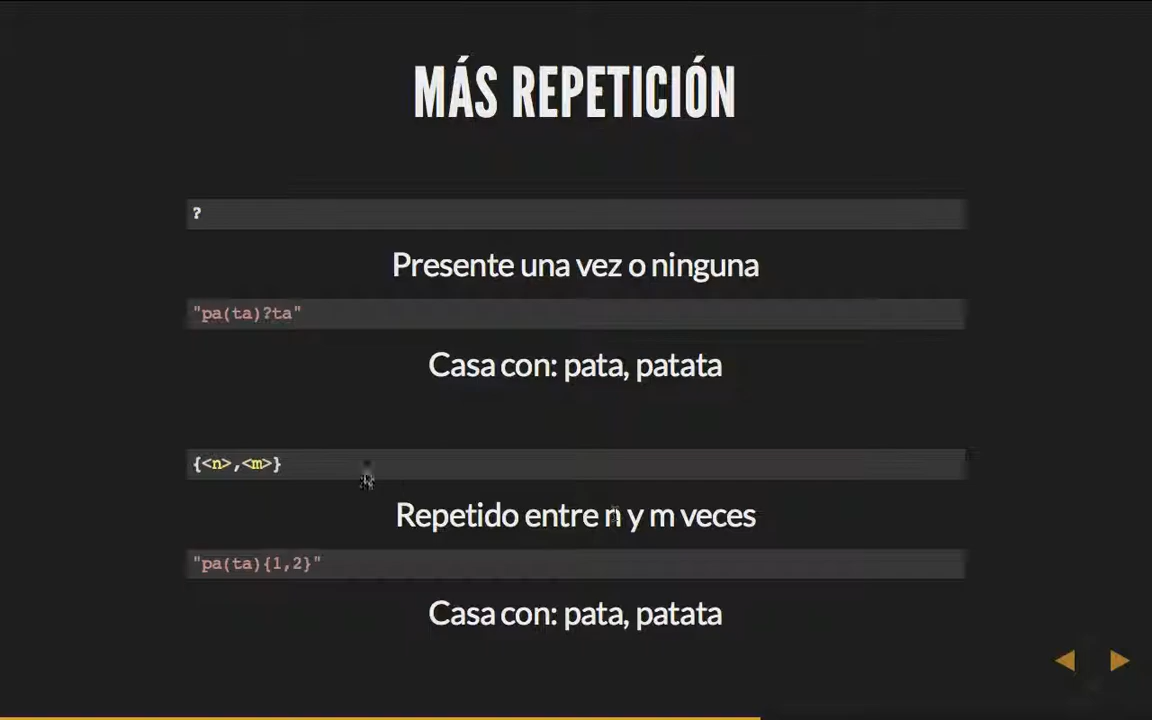 MÁS REPETICIÓN
?
Presente una vez o ninguna
"pa(ta)?ta"
Casa con: pata, patata
{<n>,<m>}
Repetido entre n y m veces
"pa(ta){1,2}"
Casa con: pata, patata